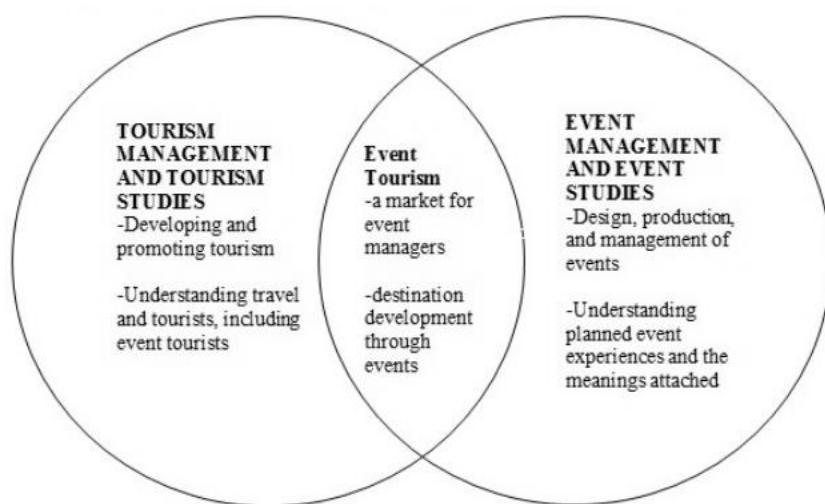 TOURISM
MANAGEMENT
AND TOURISM
STUDIES
-Developing and
promoting tourism
-Understanding travel
and tourists, including
event tourists
Event
Tourism
-a market for
event
managers
-destination
development
through
events
EVENT
MANAGEMENT
AND EVENT
STUDIES
-Design, production,
and management of
events
-Understanding
planned event
experiences and the
meanings attached